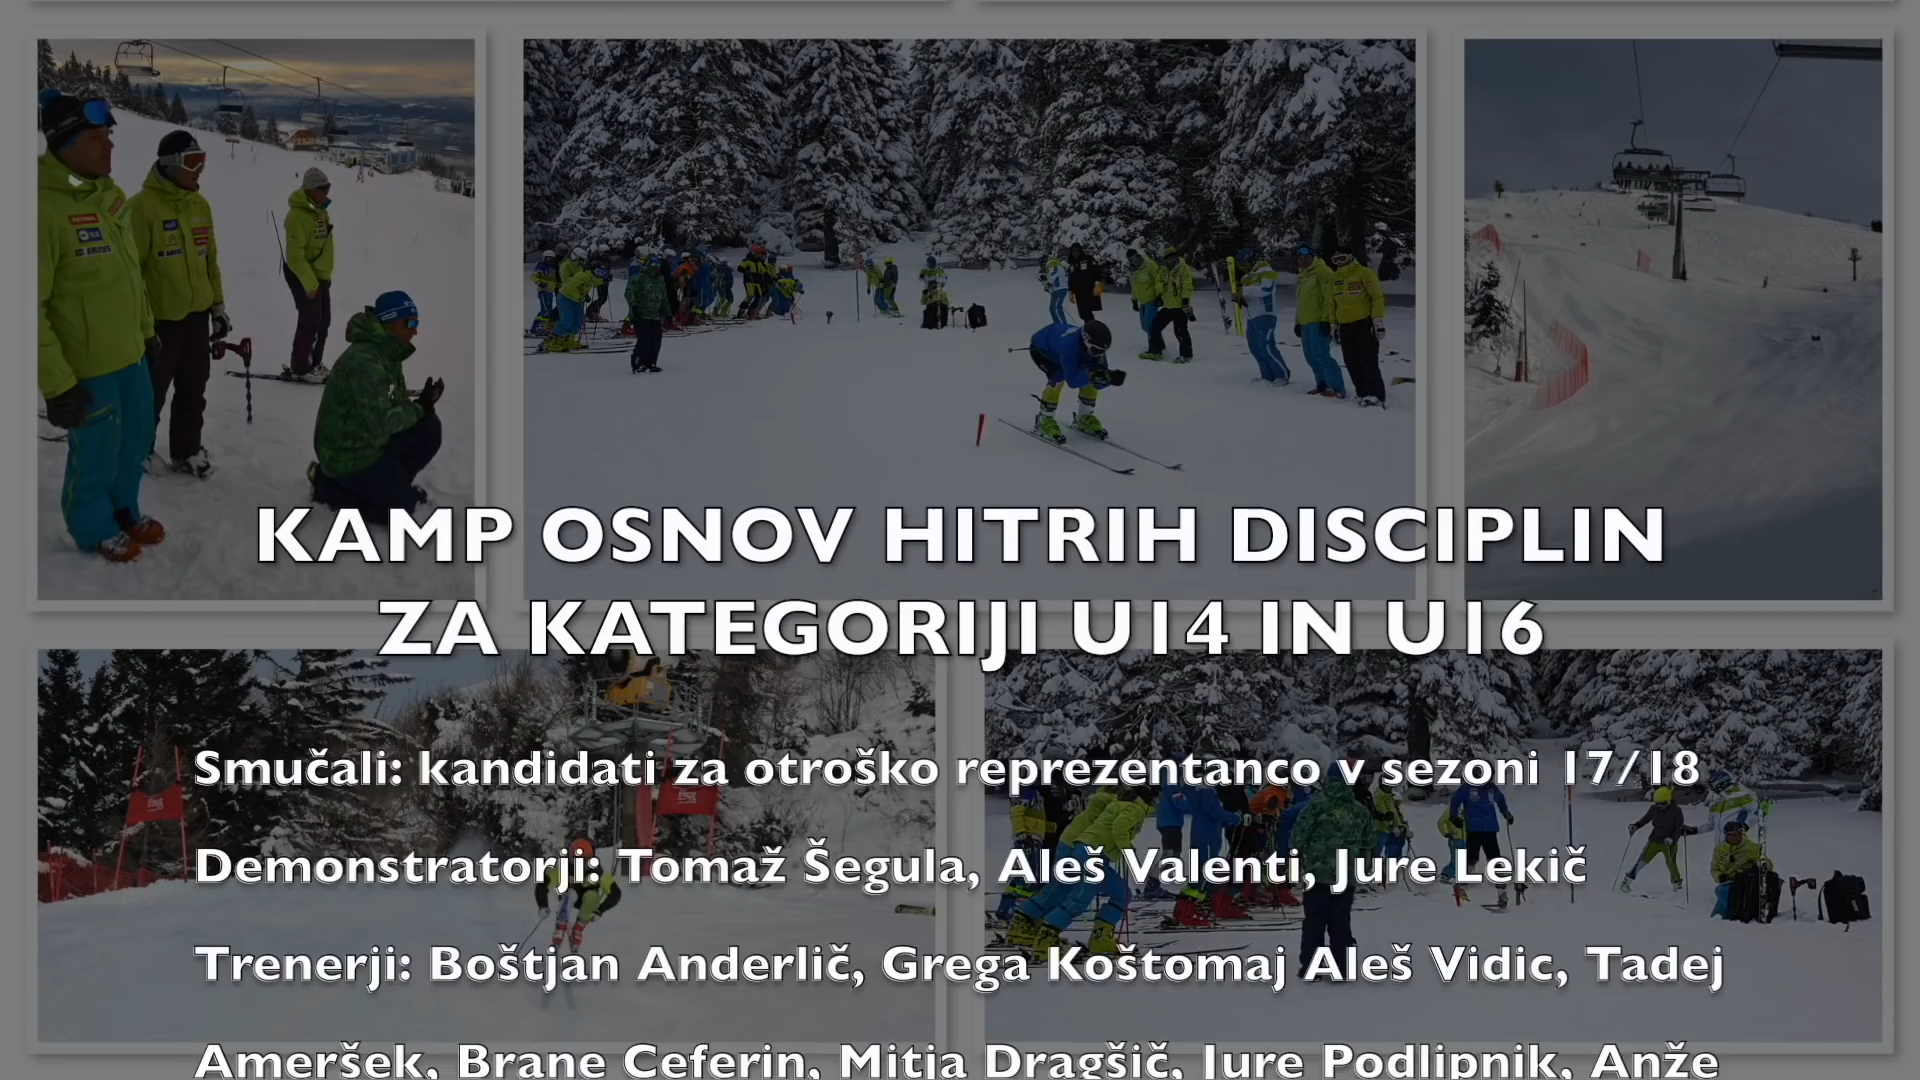 KAMP OSNOV HITRIH DISCIPLIN
ZA KATEGORIJI U14 IN U16
Smučali: kandidati za otroško reprezentanco v sezoni 17/18
Demonstratorji: Tomaž Šegula, Aleš Valenti, Jure Lekič
Trenerji: Boštjan Anderlič, Grega Koštomaj Aleš Vidic, Tadej
Ameršek, Brane Ceferin, Mitja Dragšič, Jure Podlipnik, Anže